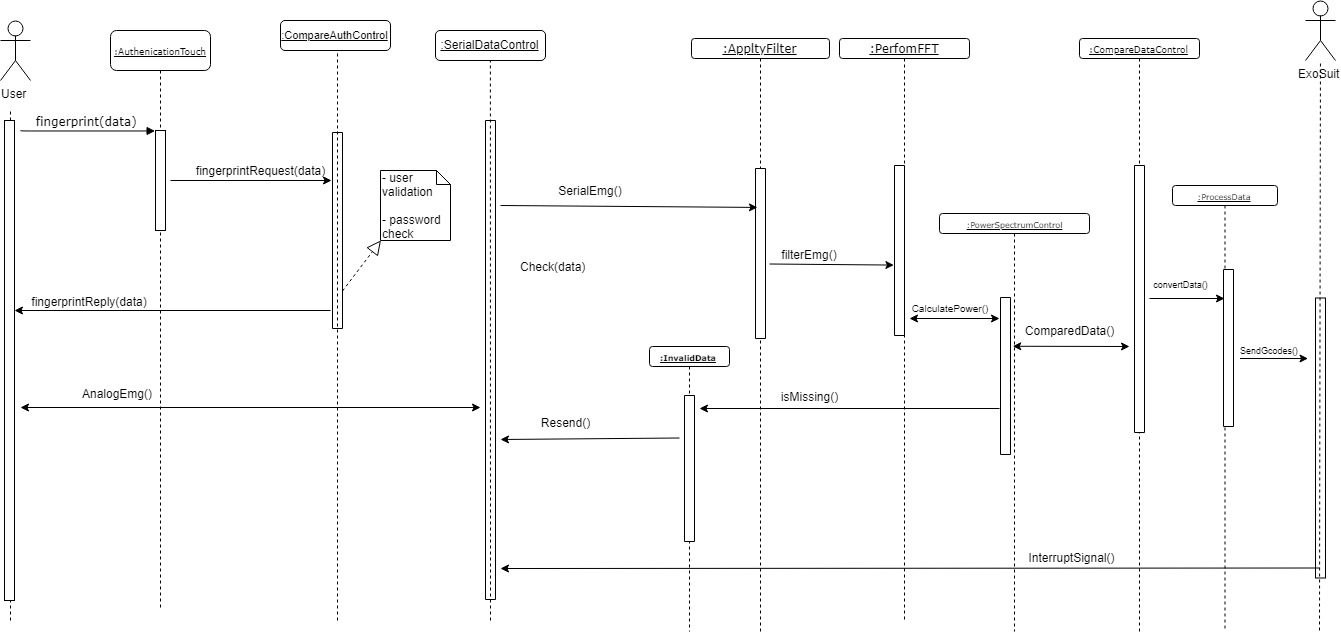 :AuthenicationTouch
:CompareAuthControl
:SerialDataControl
:AppltyFilter
:PerfomFFT
:CompareDataControl
ExoSuit
User
fingerprint(data)
fingerprintRequest(data)
- user
validation
- password
check
SerialEmg()
:ProcessData
:PowerSpectrumControl
filterEmg()
Check(data)
convertData()
fingerprintReply(data)
CalculatePower()
ComparedData()
:InvalidData
SendGcodes()
AnalogEmg()
isMissing()
Resend()
InterruptSignal()